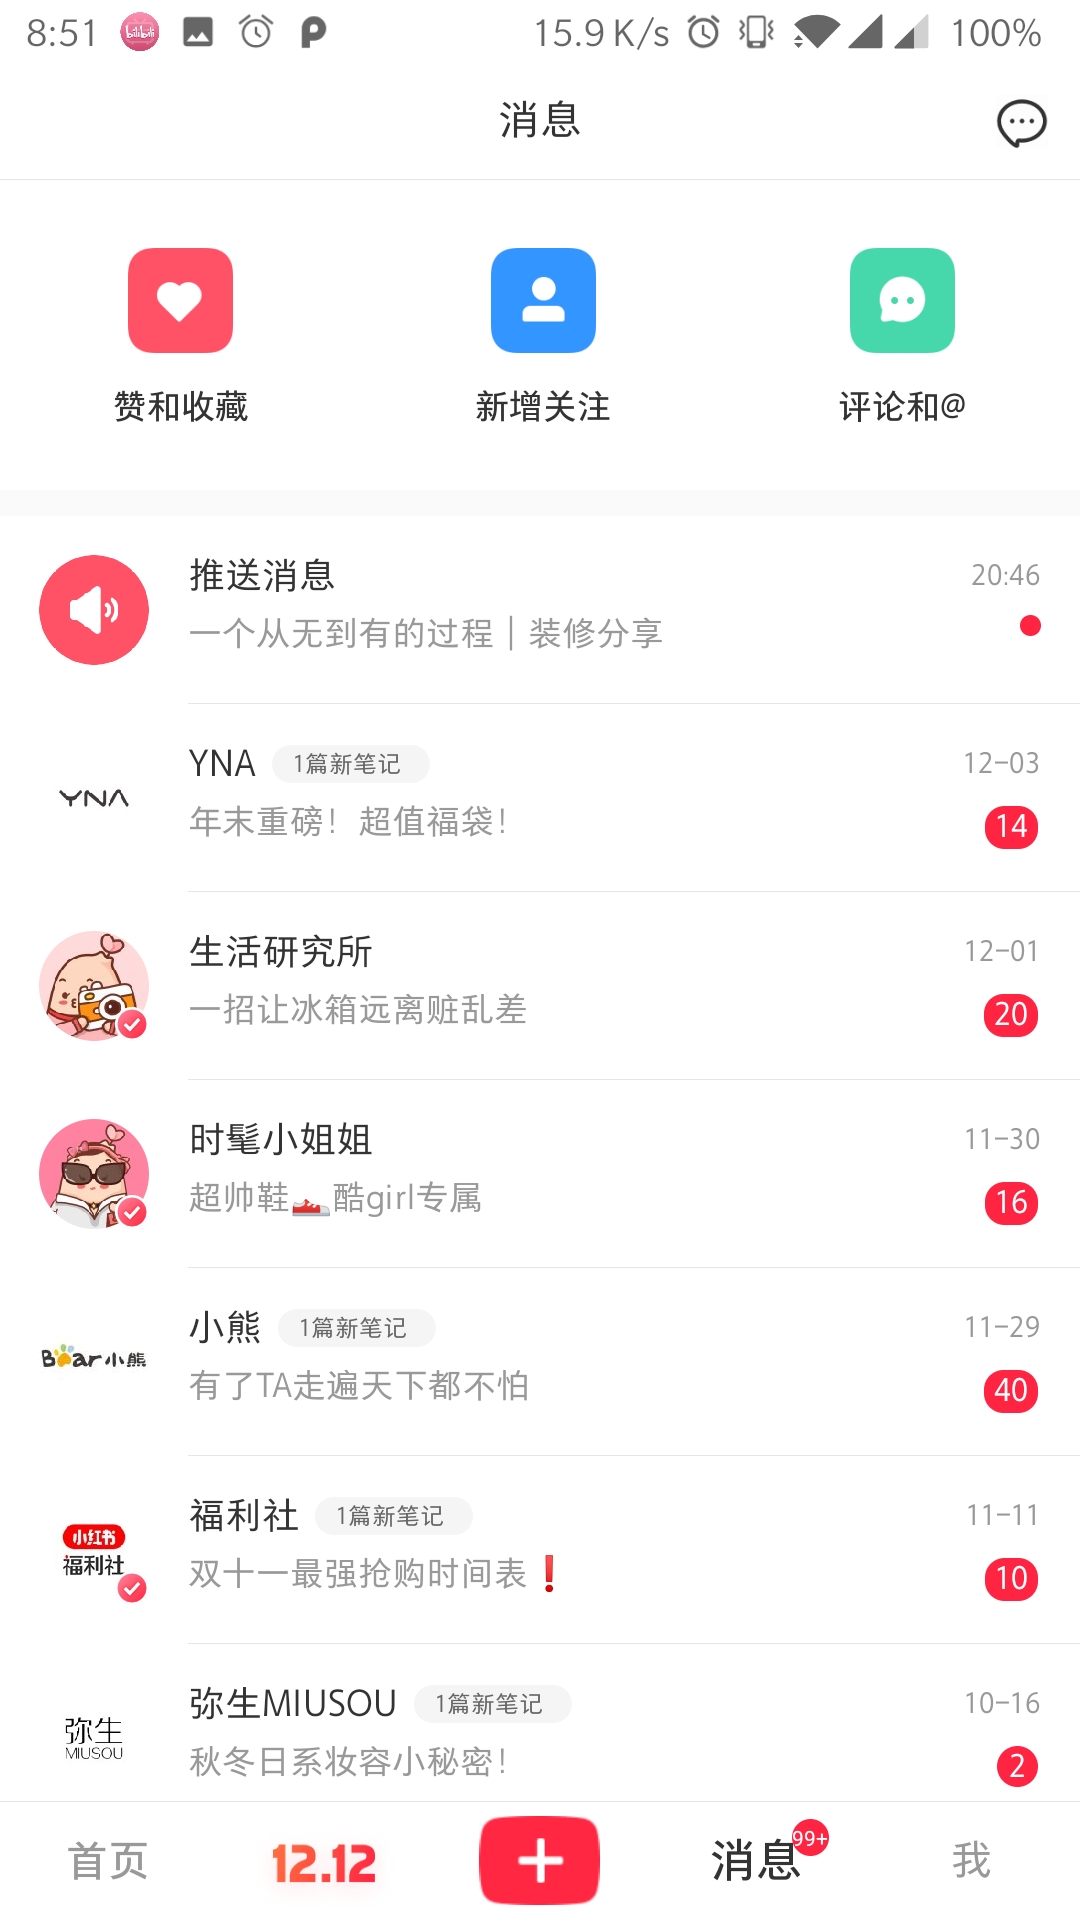 8:51 bilibili 15.9 K/s 100%
消息
赞和收藏 新增关注 评论和@
推送消息 20:46
一个从无到有的过程｜装修分享
YNA YNA 1篇新笔记 12-03
年末重磅！超值福袋！ 14
生活研究所 12-01
一招让冰箱远离赃乱差 20
时髦小姐姐 11-30
超帅鞋👟酷girl专属 16
小熊 1篇新笔记 11-29
Bear小熊
有了TA走遍天下都不怕 40
福利社 1篇新笔记 11-11
小红书
福利社
双十一最强抢购时间表❗ 10
弥生MIUSOU 1篇新笔记 10-16
弥生
MIUSOU
秋冬日系妆容小秘密！ 2
首页 12.12 消息 99+ 我